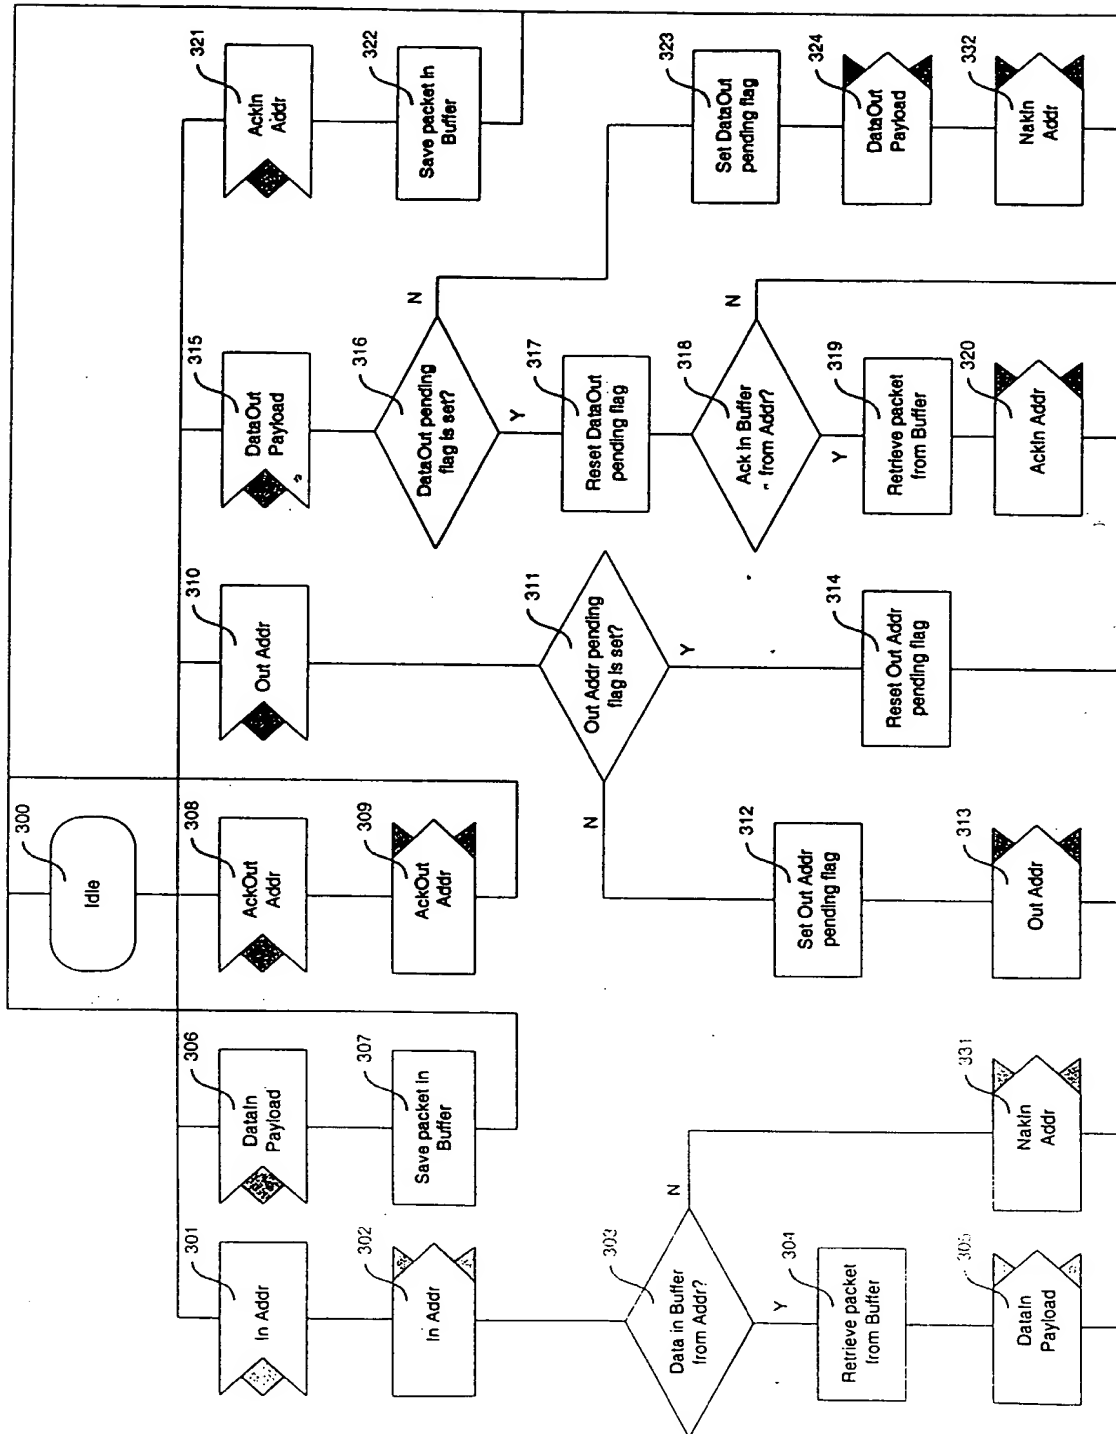 300
Idle
301
In Addr
302
In Addr
303
Data in Buffer
from Addr?
N
Y
304
Retrieve packet
from Buffer
305
DataIn
Payload
331
NakIn
Addr
306
DataIn
Payload
307
Save packet in
Buffer
308
AckOut
Addr
309
AckOut
Addr
310
Out Addr
311
Out Addr pending
flag is set?
N
Y
312
Set Out Addr
pending flag
313
Out Addr
314
Reset Out Addr
pending flag
315
DataOut
Payload
316
DataOut pending
flag is set?
N
Y
317
Reset DataOut
pending flag
318
Ack in Buffer
from Addr?
N
Y
319
Retrieve packet
from Buffer
320
AckIn Addr
321
AckIn
Addr
322
Save packet in
Buffer
323
Set DataOut
pending flag
324
DataOut
Payload
332
NakIn
Addr